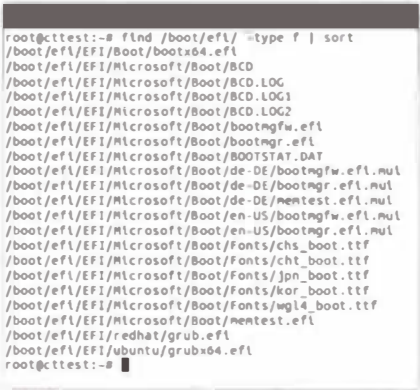 root@cttest:~# find /boot/efi/ -type f | sort
/boot/efi/EFI/Boot/bootx64.efi
/boot/efi/EFI/Microsoft/Boot/BCD
/boot/efi/EFI/Microsoft/Boot/BCD.LOG
/boot/efi/EFI/Microsoft/Boot/BCD.LOG1
/boot/efi/EFI/Microsoft/Boot/BCD.LOG2
/boot/efi/EFI/Microsoft/Boot/bootmgfw.efi
/boot/efi/EFI/Microsoft/Boot/bootmgr.efi
/boot/efi/EFI/Microsoft/Boot/BOOTSTAT.DAT
/boot/efi/EFI/Microsoft/Boot/de-DE/bootmgfw.efi.mui
/boot/efi/EFI/Microsoft/Boot/de-DE/bootmgr.efi.mui
/boot/efi/EFI/Microsoft/Boot/de-DE/memtest.efi.mui
/boot/efi/EFI/Microsoft/Boot/en-US/bootmgfw.efi.mui
/boot/efi/EFI/Microsoft/Boot/en-US/bootmgr.efi.mui
/boot/efi/EFI/Microsoft/Boot/Fonts/chs_boot.ttf
/boot/efi/EFI/Microsoft/Boot/Fonts/cht_boot.ttf
/boot/efi/EFI/Microsoft/Boot/Fonts/jpn_boot.ttf
/boot/efi/EFI/Microsoft/Boot/Fonts/kor_boot.ttf
/boot/efi/EFI/Microsoft/Boot/Fonts/wgl4_boot.ttf
/boot/efi/EFI/Microsoft/Boot/memtest.efi
/boot/efi/EFI/redhat/grub.efi
/boot/efi/EFI/ubuntu/grubx64.efi
root@cttest:~#